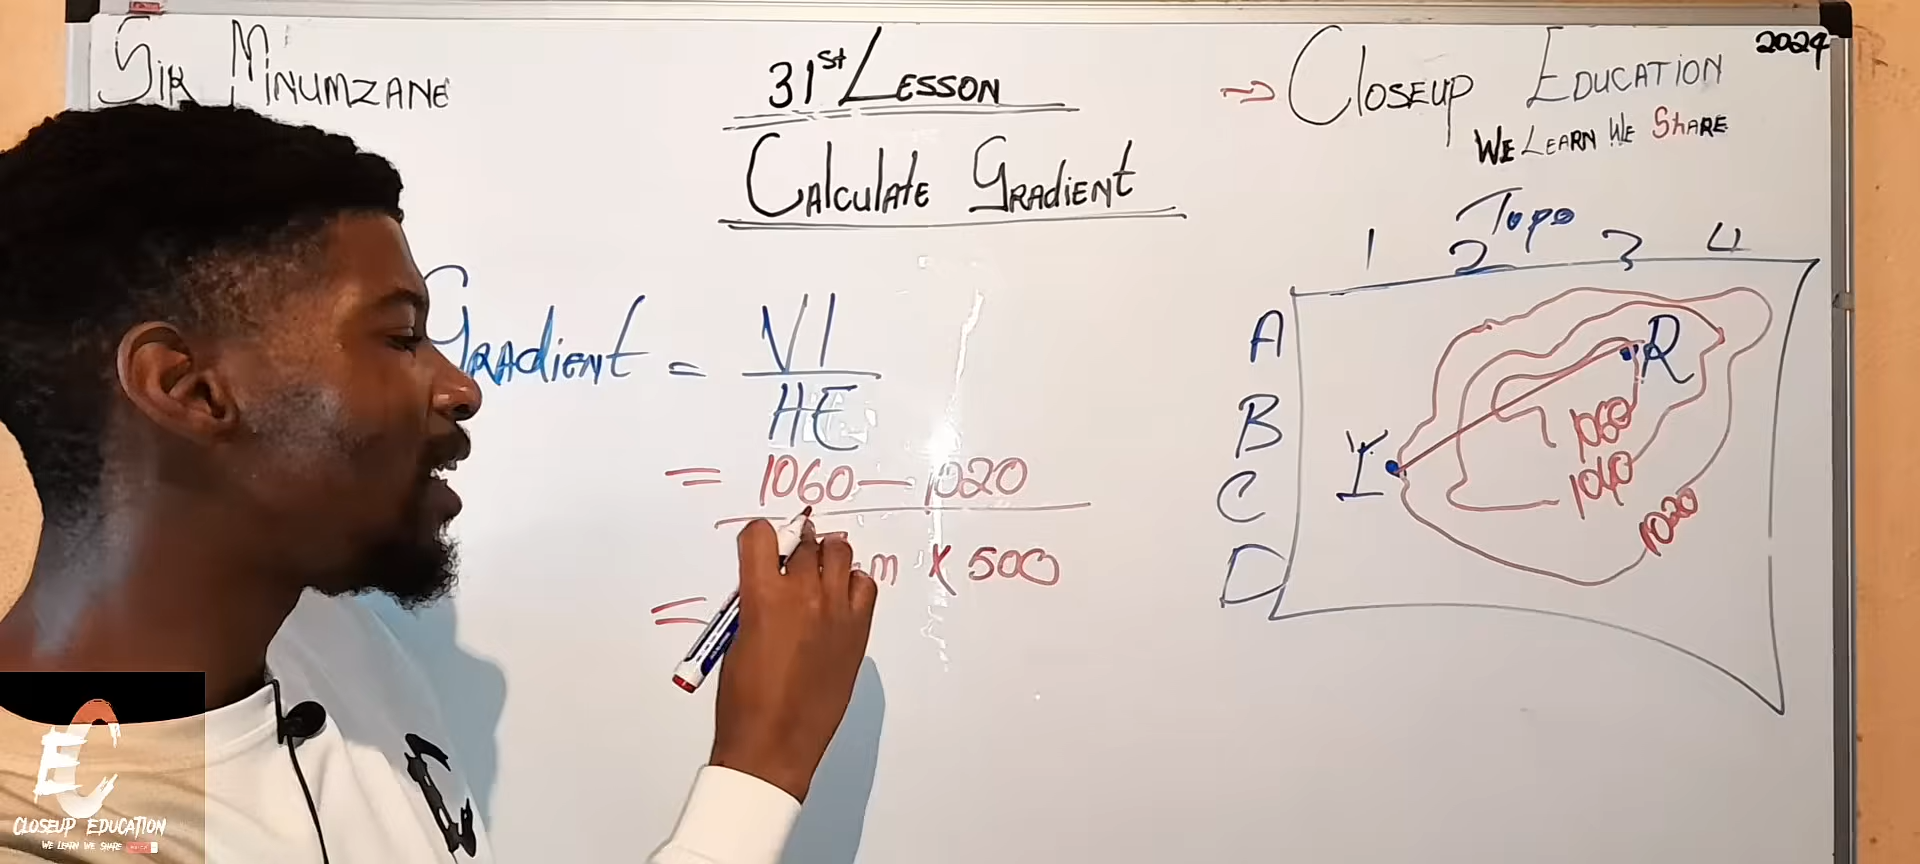 SIR MINUMZANE
31st LESSON
CALCULATE GRADIENT
CLOSEUP EDUCATION
2024
WE LEARN WE SHARE
GRADIENT = VI
HE
= 1060 — 1020
m X 500
=
Topo
1 2 3 4
A
B
C
D
R
I
1060
1040
1020
EC
CLOSEUP EDUCATION
WE LEARN WE SHARE